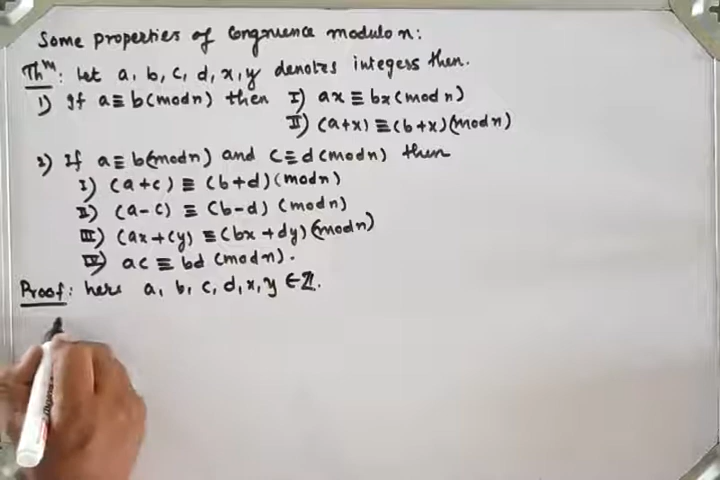 Some properties of Congruence modulo n:
Thᵐ: Let a, b, c, d, x, y denotes integers then.
1) If a ≡ b (mod n) then I) ax ≡ bx (mod n)
II) (a+x) ≡ (b+x) (mod n)
2) If a ≡ b (mod n) and c ≡ d (mod n) then
I) (a+c) ≡ (b+d) (mod n)
II) (a-c) ≡ (b-d) (mod n)
III) (ax+cy) ≡ (bx+dy) (mod n)
IV) ac ≡ bd (mod n).
Proof: here a, b, c, d, x, y ∈ ℤ.